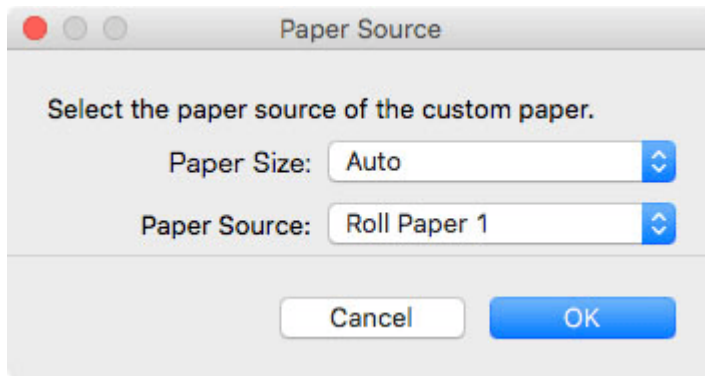 Paper Source
Select the paper source of the custom paper.
Paper Size: Auto
Paper Source: Roll Paper 1
Cancel OK